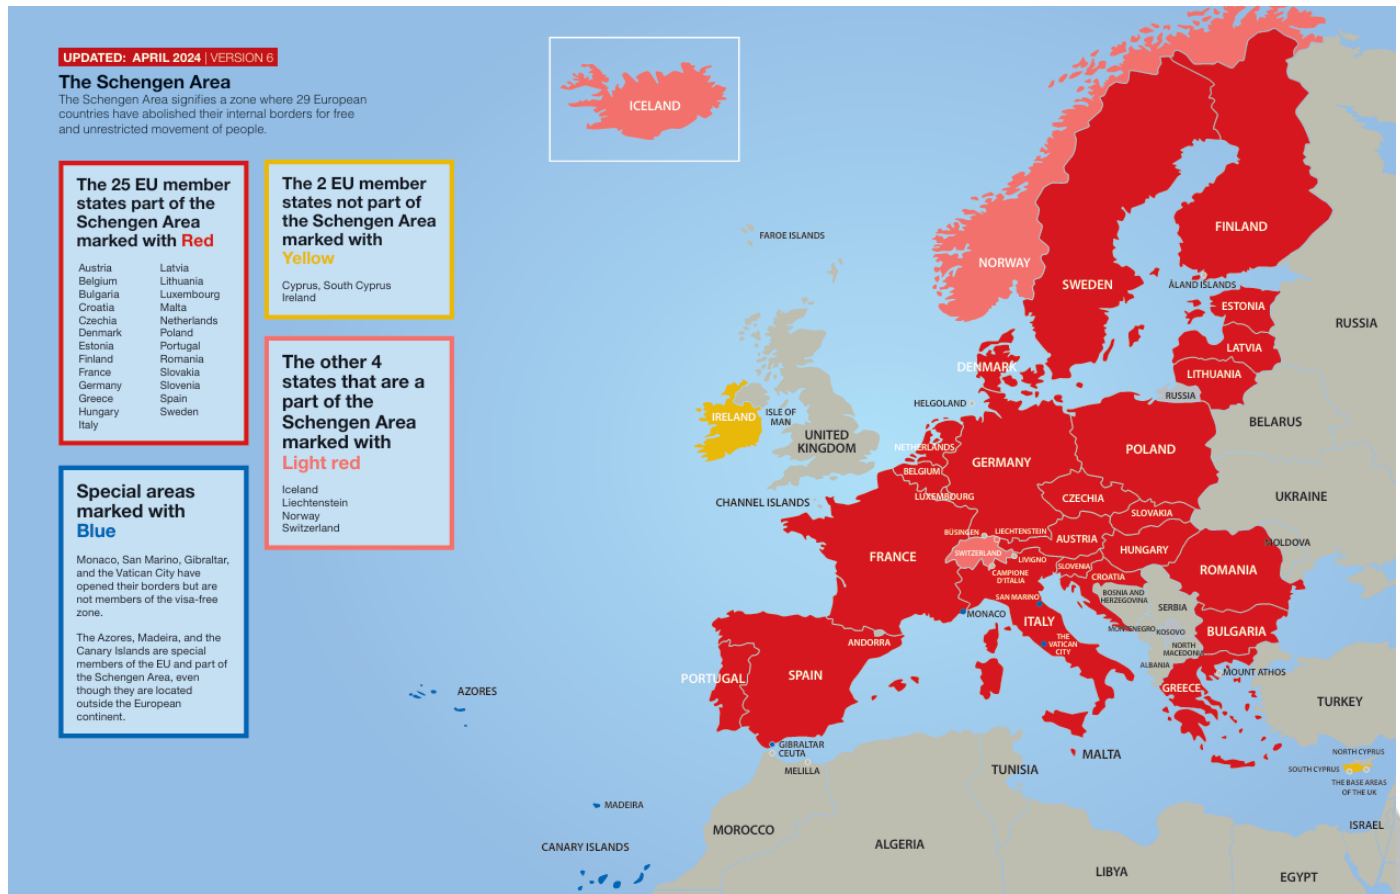 UPDATED: APRIL 2024 | VERSION 6
The Schengen Area
The Schengen Area signifies a zone where 29 European
countries have abolished their internal borders for free
and unrestricted movement of people.
The 25 EU member
states part of the
Schengen Area
marked with Red
Austria
Belgium
Bulgaria
Croatia
Czechia
Denmark
Estonia
Finland
France
Germany
Greece
Hungary
Italy
Latvia
Lithuania
Luxembourg
Malta
Netherlands
Poland
Portugal
Romania
Slovakia
Slovenia
Spain
Sweden
The 2 EU member
states not part of
the Schengen Area
marked with
Yellow
Cyprus, South Cyprus
Ireland
The other 4
states that are a
part of the
Schengen Area
marked with
Light red
Iceland
Liechtenstein
Norway
Switzerland
Special areas
marked with
Blue
Monaco, San Marino, Gibraltar,
and the Vatican City have
opened their borders but are
not members of the visa-free
zone.
The Azores, Madeira, and the
Canary Islands are special
members of the EU and part of
the Schengen Area, even
though they are located
outside the European
continent.
ICELAND
FAROE ISLANDS
NORWAY
SWEDEN
FINLAND
ÅLAND ISLANDS
ESTONIA
RUSSIA
LATVIA
LITHUANIA
RUSSIA
DENMARK
HELGOLAND
BELARUS
IRELAND
ISLE OF
MAN
UNITED
KINGDOM
NETHERLANDS
BELGIUM
GERMANY
POLAND
LUXEMBOURG
CHANNEL ISLANDS
CZECHIA
UKRAINE
SLOVAKIA
BÜSINGEN
LIECHTENSTEIN
AUSTRIA
MOLDOVA
FRANCE
SWITZERLAND
LIVIGNO
HUNGARY
CAMPIONE
D'ITALIA
SLOVENIA
CROATIA
ROMANIA
SAN MARINO
BOSNIA AND
HERZEGOVINA
SERBIA
MONACO
ITALY
MONTENEGRO
KOSOVO
BULGARIA
ANDORRA
THE
VATICAN
CITY
NORTH
MACEDONIA
ALBANIA
MOUNT ATHOS
PORTUGAL
SPAIN
GREECE
AZORES
TURKEY
GIBRALTAR
CEUTA
MELILLA
TUNISIA
MALTA
NORTH CYPRUS
SOUTH CYPRUS
THE BASE AREAS
OF THE UK
MADEIRA
MOROCCO
ISRAEL
CANARY ISLANDS
ALGERIA
LIBYA
EGYPT